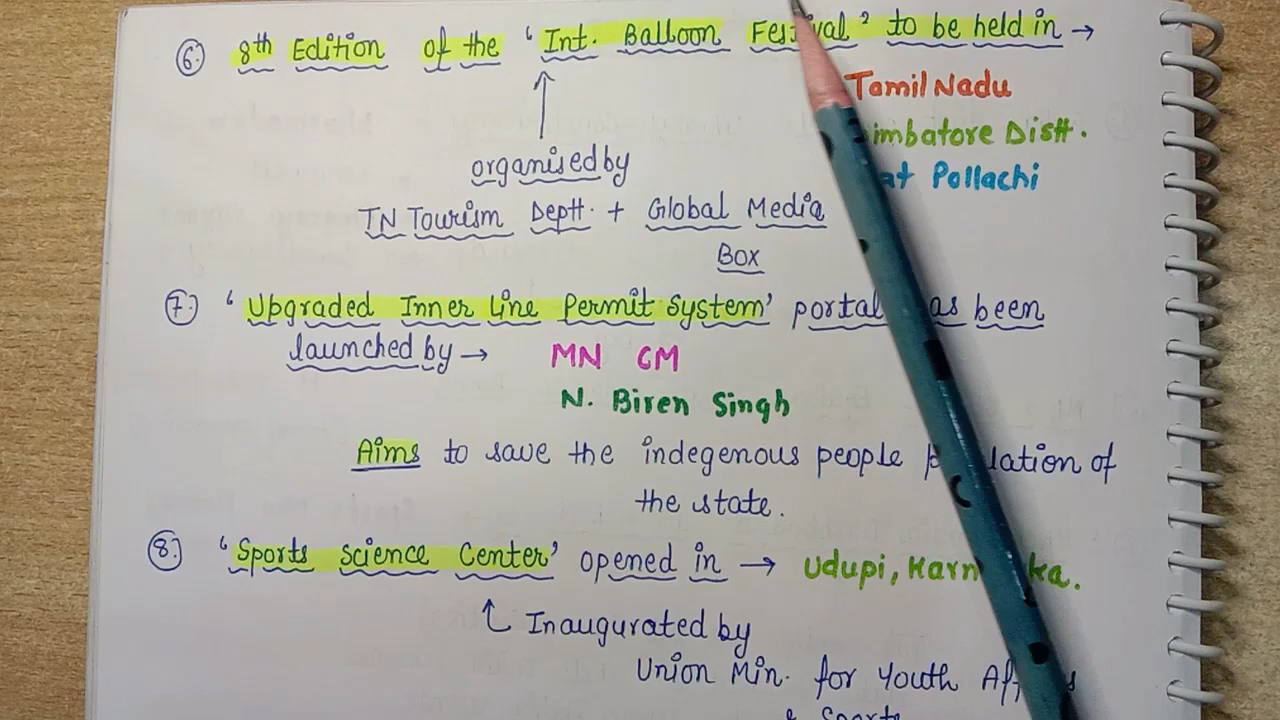 6) 8th Edition of the 'Int. Balloon Festival' to be held in →
Tamil Nadu
imbatore Distt.
at Pollachi
organised by
TN Tourism Deptt. + Global Media
Box
7) 'Upgraded Inner Line Permit System' portal as been
launched by → MN CM
N. Biren Singh
Aims to save the indegenous people p lation of
the state.
8) 'Sports Science Center' opened in → Udupi, Karn ka.
Inaugurated by
Union Min. for Youth Aff s
& Sports